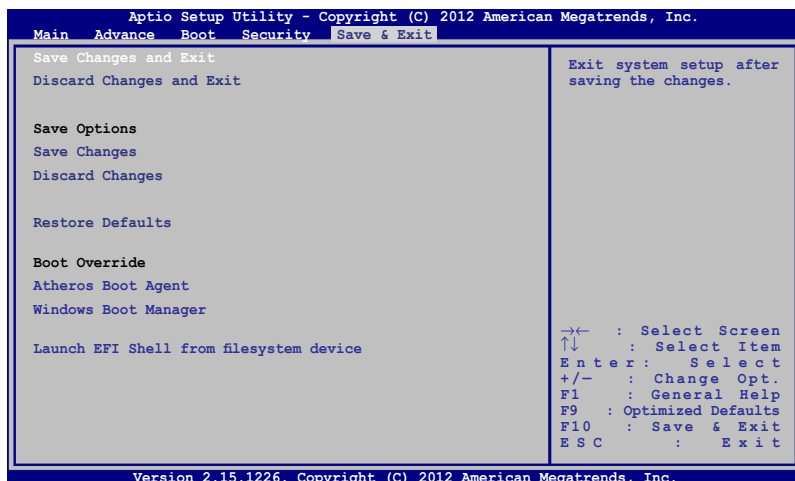 Aptio Setup Utility - Copyright (C) 2012 American Megatrends, Inc.
Main Advance Boot Security Save & Exit
Save Changes and Exit
Discard Changes and Exit
Save Options
Save Changes
Discard Changes
Restore Defaults
Boot Override
Atheros Boot Agent
Windows Boot Manager
Launch EFI Shell from filesystem device
Exit system setup after
saving the changes.
→← : Select Screen
↑↓ : Select Item
Enter: Select
+/— : Change Opt.
F1 : General Help
F9 : Optimized Defaults
F10 : Save & Exit
ESC : Exit
Version 2.15.1226. Copyright (C) 2012 American Megatrends, Inc.